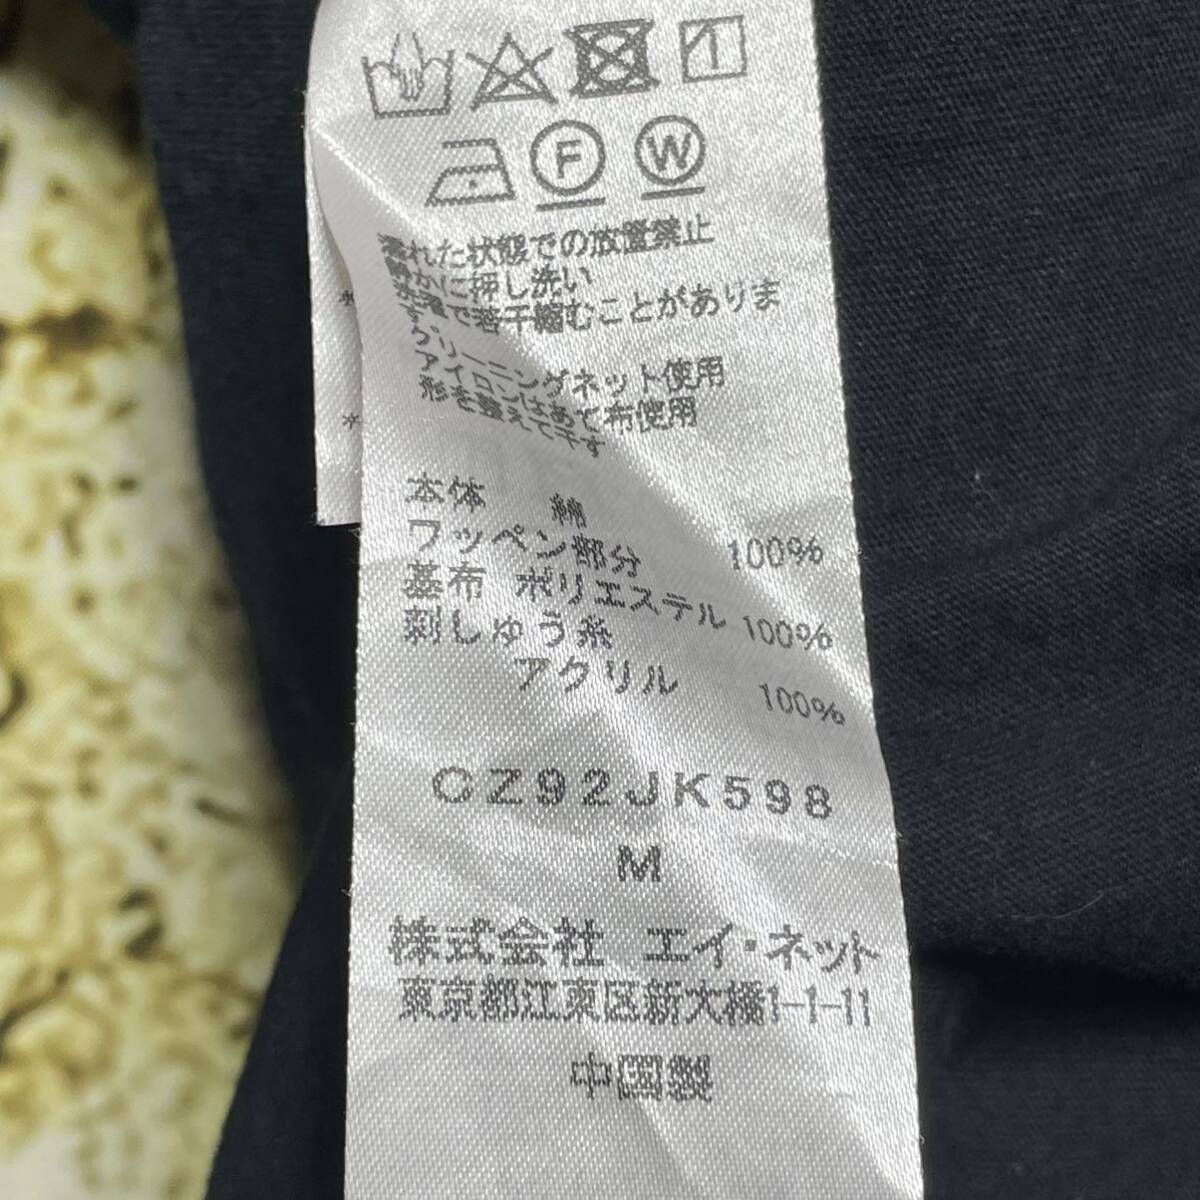 F W
濡れた状態での放置禁止
静かに押し洗い
お洗濯で若干縮むことがありま
す
クリーニングネット使用
アイロンはあて布使用
形を整えて干す
本体 綿 100%
ワッペン部分
基布 ポリエステル 100%
刺しゅう糸
アクリル 100%
CZ92JK598
M
株式会社 エイ・ネット
東京都江東区新大橋1-1-11
中国製